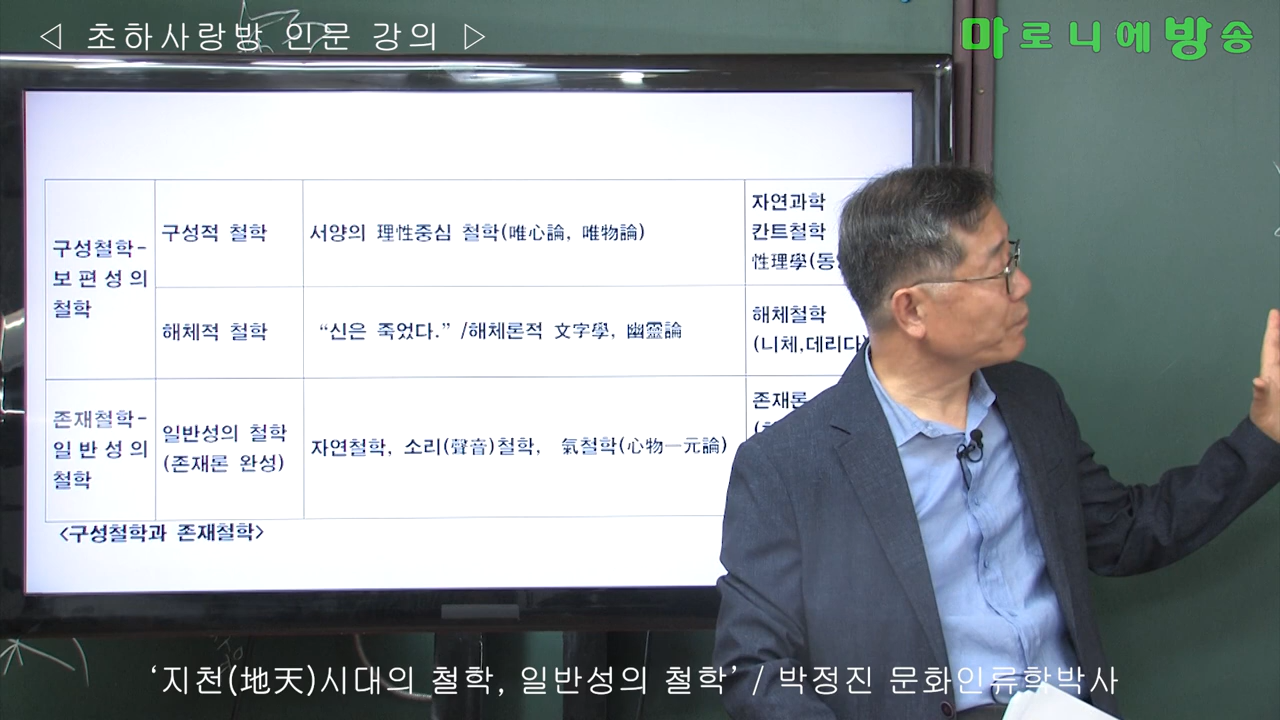 ◁ 초하사랑방 인문 강의 ▷
마로니에방송
구성철학-
보편성의
철학
구성적 철학
서양의 理性중심 철학(唯心論, 唯物論)
자연과학
칸트철학
性理學(동양
해체적 철학
“신은 죽었다.” /해체론적 文字學, 幽靈論
해체철학
(니체,데리다)
존재철학-
일반성의
철학
일반성의 철학
(존재론 완성)
자연철학, 소리(聲音)철학, 氣철학(心物一元論)
존재론
<구성철학과 존재철학>
‘지천(地天)시대의 철학, 일반성의 철학’ / 박정진 문화인류학박사